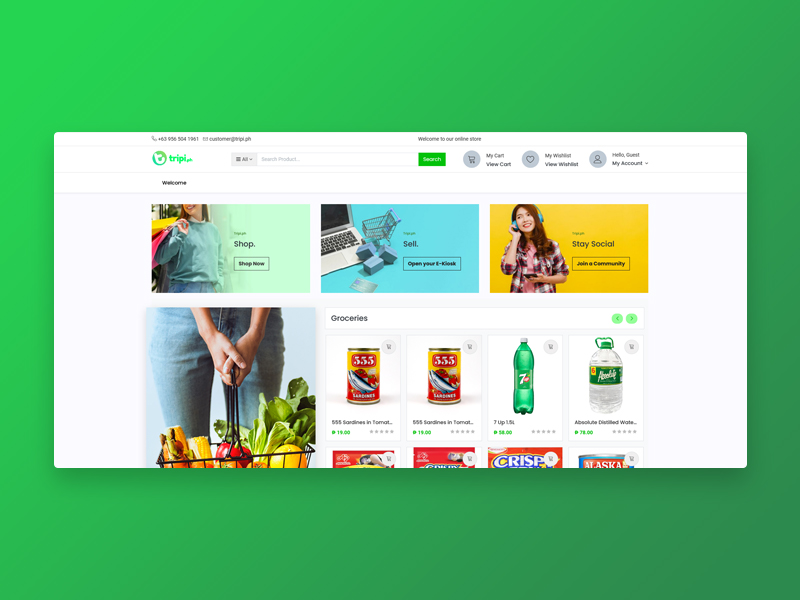 +63 956 504 1961 customer@tripi.ph Welcome to our online store
tripi.ph
All
Search Product...
Search
My Cart
View Cart
My Wishlist
View Wishlist
Hello, Guest
My Account
Welcome
Tripi.ph
Shop.
Shop Now
Tripi.ph
Sell.
Open your E-Kiosk
Tripi.ph
Stay Social
Join a Community
Groceries
555
SARDINES
555 Sardines in Tomat...
₱ 19.00
555
SARDINES
555 Sardines in Tomat...
₱ 19.00
7
7 Up 1.5L
₱ 58.00
Absolute
Absolute Distilled Wate...
₱ 78.00
CRISPY
ALASKA